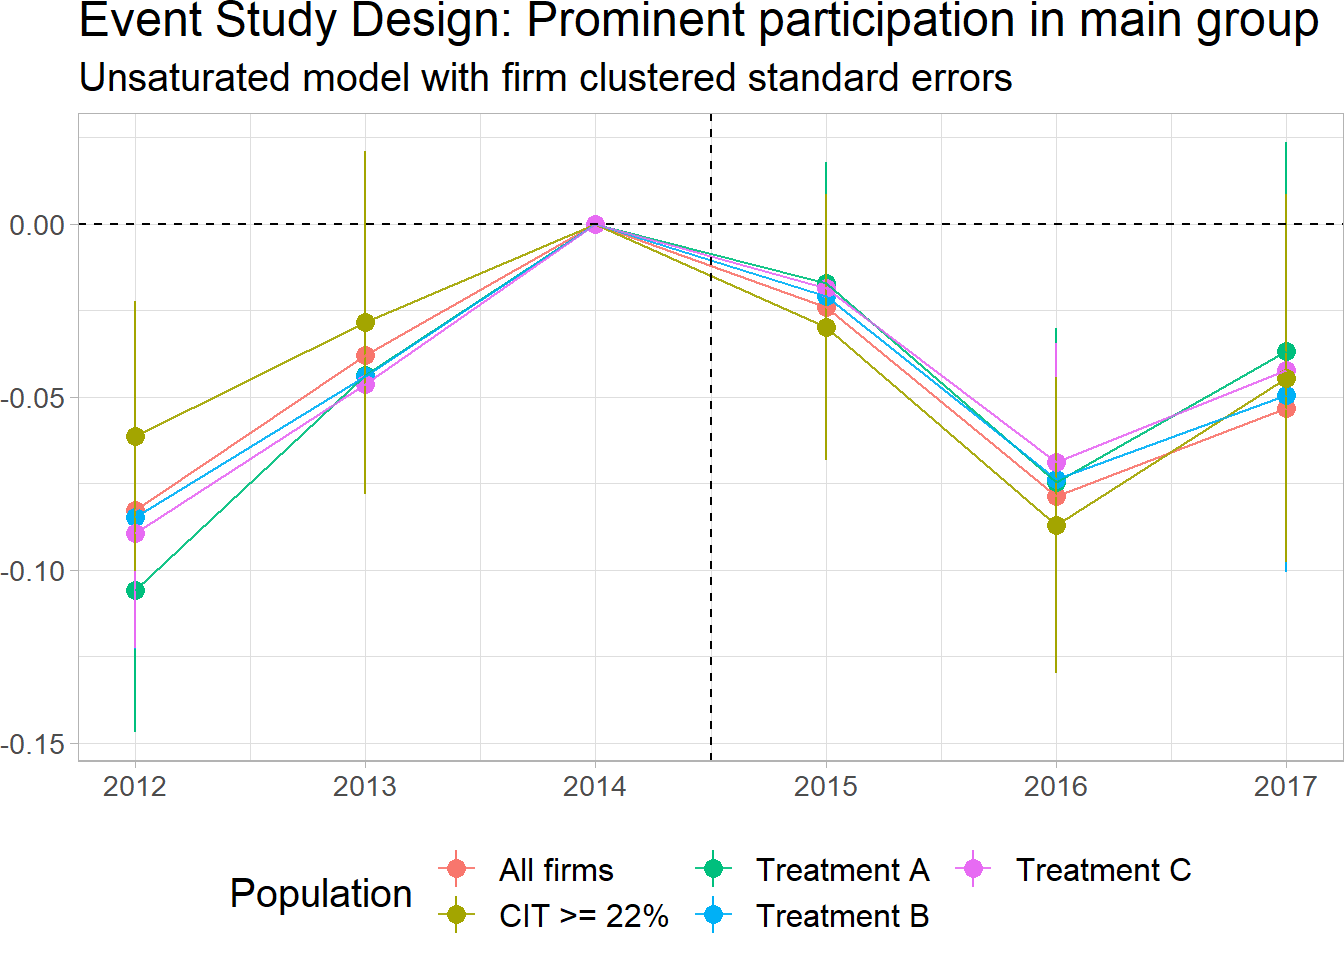 Event Study Design: Prominent participation in main group
Unsaturated model with firm clustered standard errors
0.00
-0.05
-0.10
-0.15
2012 2013 2014 2015 2016 2017
Population
All firms Treatment A Treatment C
CIT >= 22% Treatment B